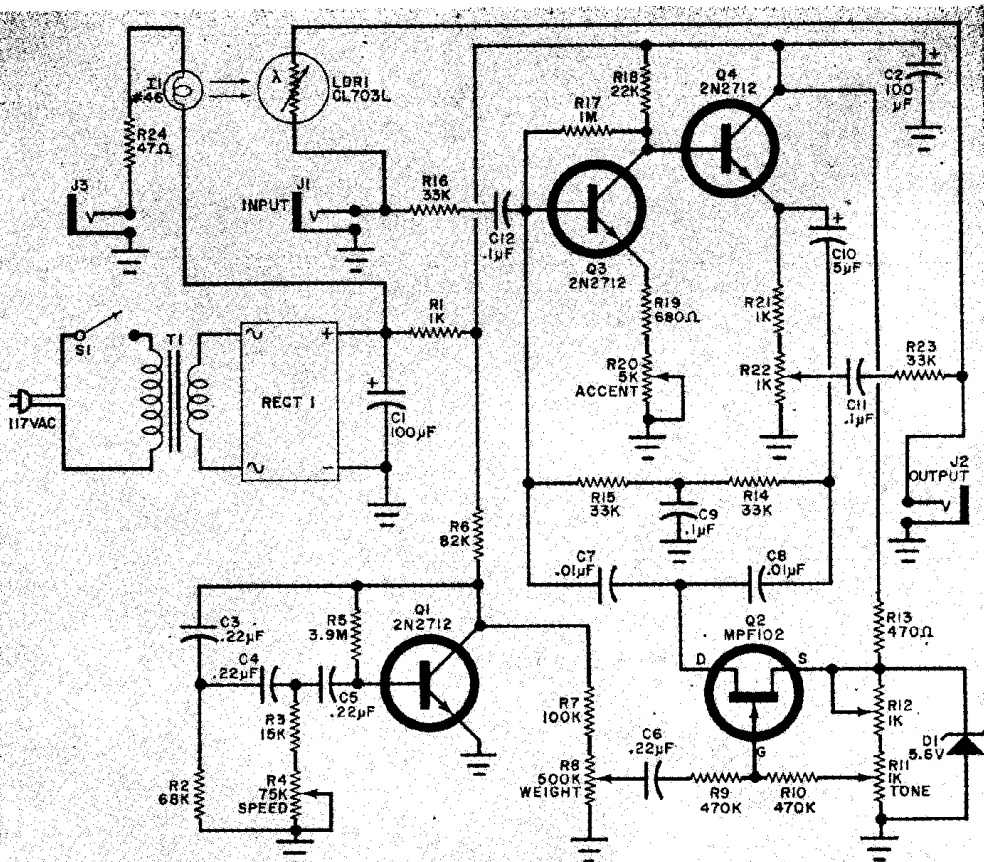 I1
#46
LDR1
CL703L
λ
R24
47Ω
J3
V
J1
INPUT
V
R16
33K
C12
.1µF
R17
1M
R18
22K
Q4
2N2712
+
C2
100
µF
Q3
2N2712
R19
680Ω
R20
5K
ACCENT
R21
1K
R22
1K
+
C10
5µF
C11
.1µF
R23
33K
J2
OUTPUT
V
S1
117VAC
T1
~
~
RECT 1
+
−
R1
1K
+
C1
100µF
R6
82K
R15
33K
R14
33K
C9
.1µF
C7
.01µF
C8
.01µF
Q2
MPF102
D
S
G
R13
470Ω
R12
1K
R11
1K
TONE
D1
5.6V
C3
.22µF
C4
.22µF
R5
3.9M
Q1
2N2712
C5
.22µF
R3
15K
R2
68K
R4
75K
SPEED
R7
100K
R8
500K
WEIGHT
C6
.22µF
R9
470K
R10
470K